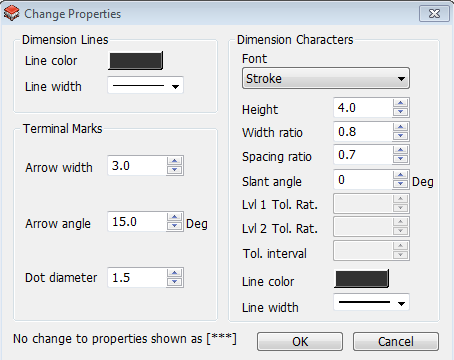 Change Properties
Dimension Lines
Line color
Line width
Terminal Marks
Arrow width 3.0
Arrow angle 15.0 Deg
Dot diameter 1.5
Dimension Characters
Font
Stroke
Height 4.0
Width ratio 0.8
Spacing ratio 0.7
Slant angle 0 Deg
Lvl 1 Tol. Rat.
Lvl 2 Tol. Rat.
Tol. interval
Line color
Line width
No change to properties shown as [***]
OK Cancel